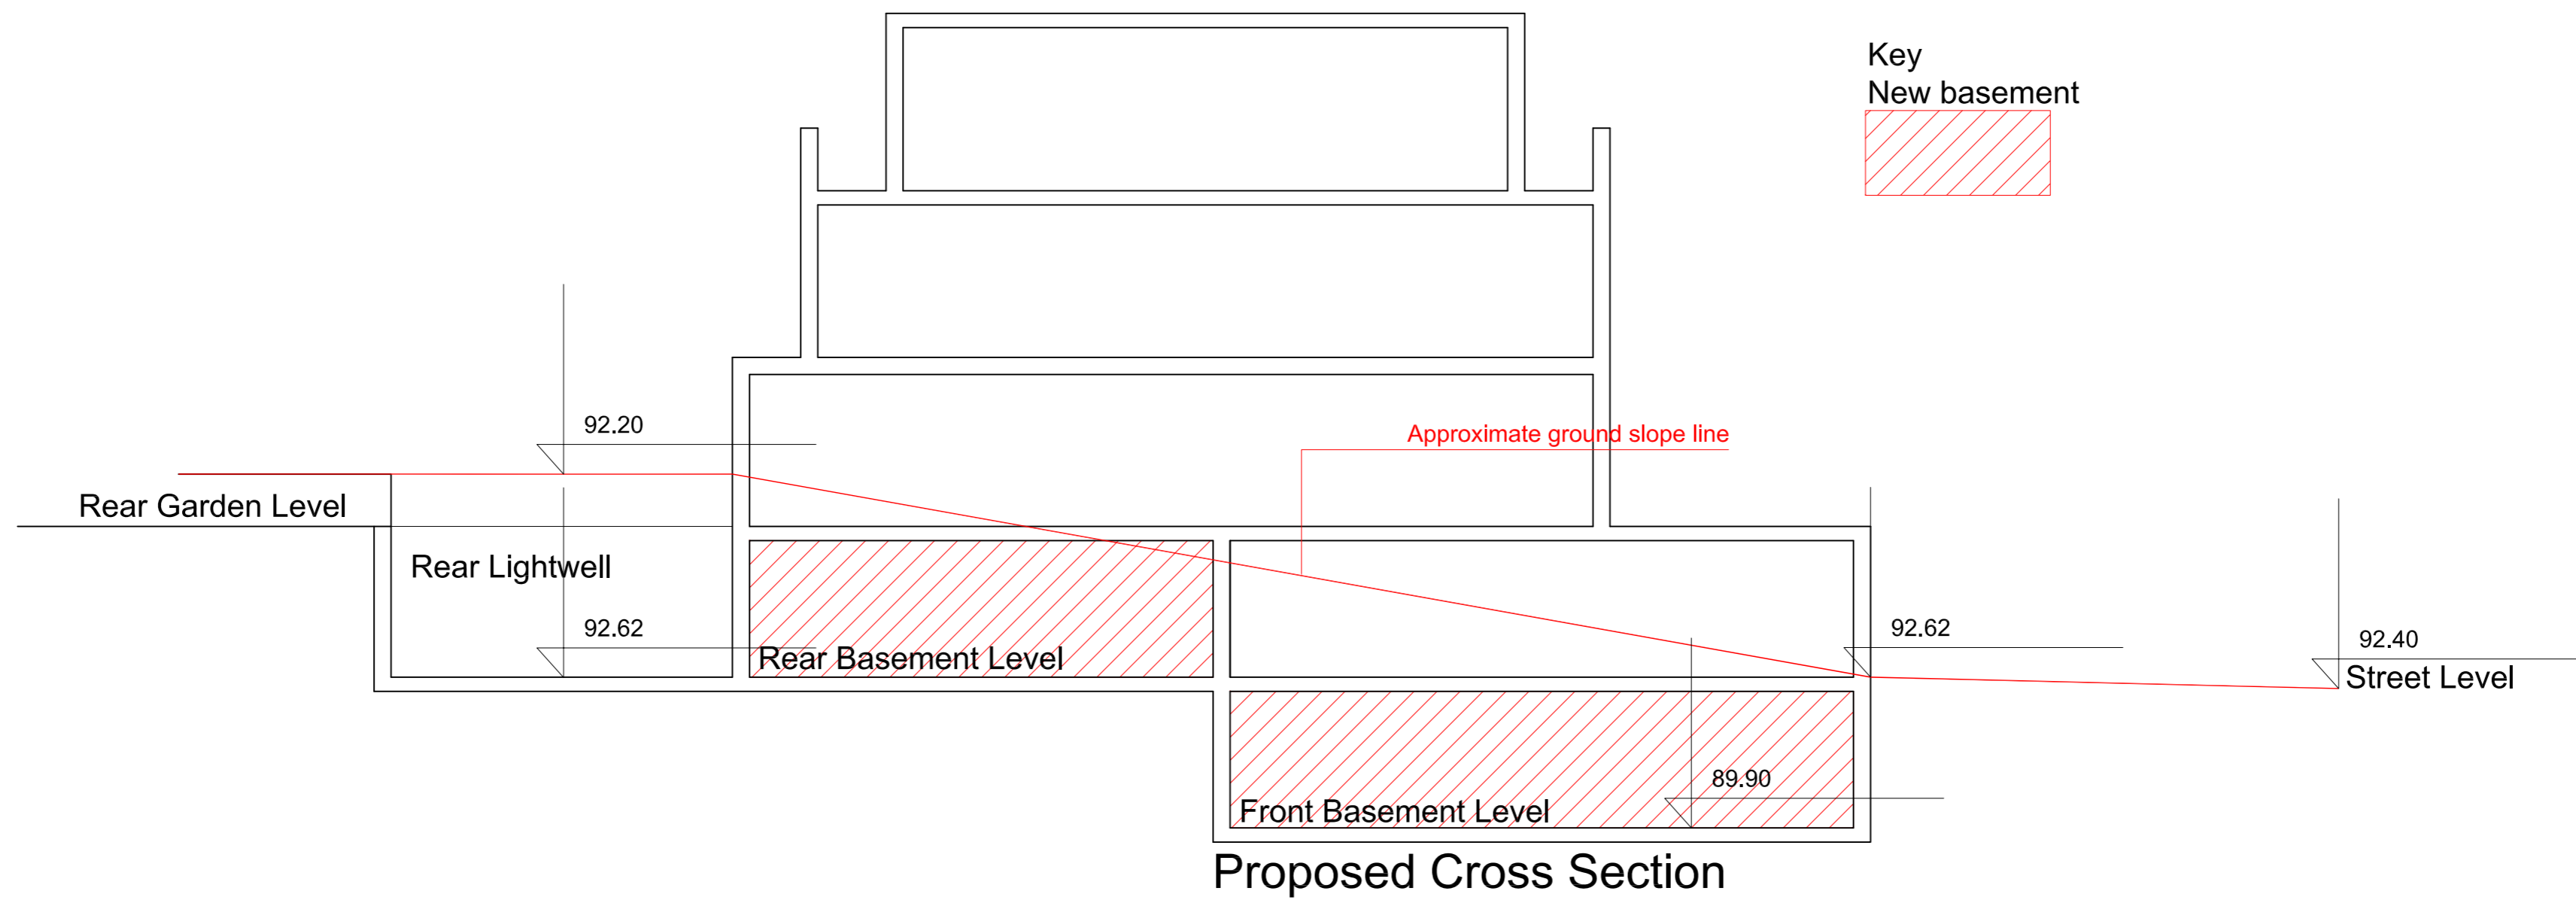 Key
New basement
92.20
Approximate ground slope line
Rear Garden Level
Rear Lightwell
92.62
92.62
92.40
Rear Basement Level
Street Level
89.90
Front Basement Level
Proposed Cross Section